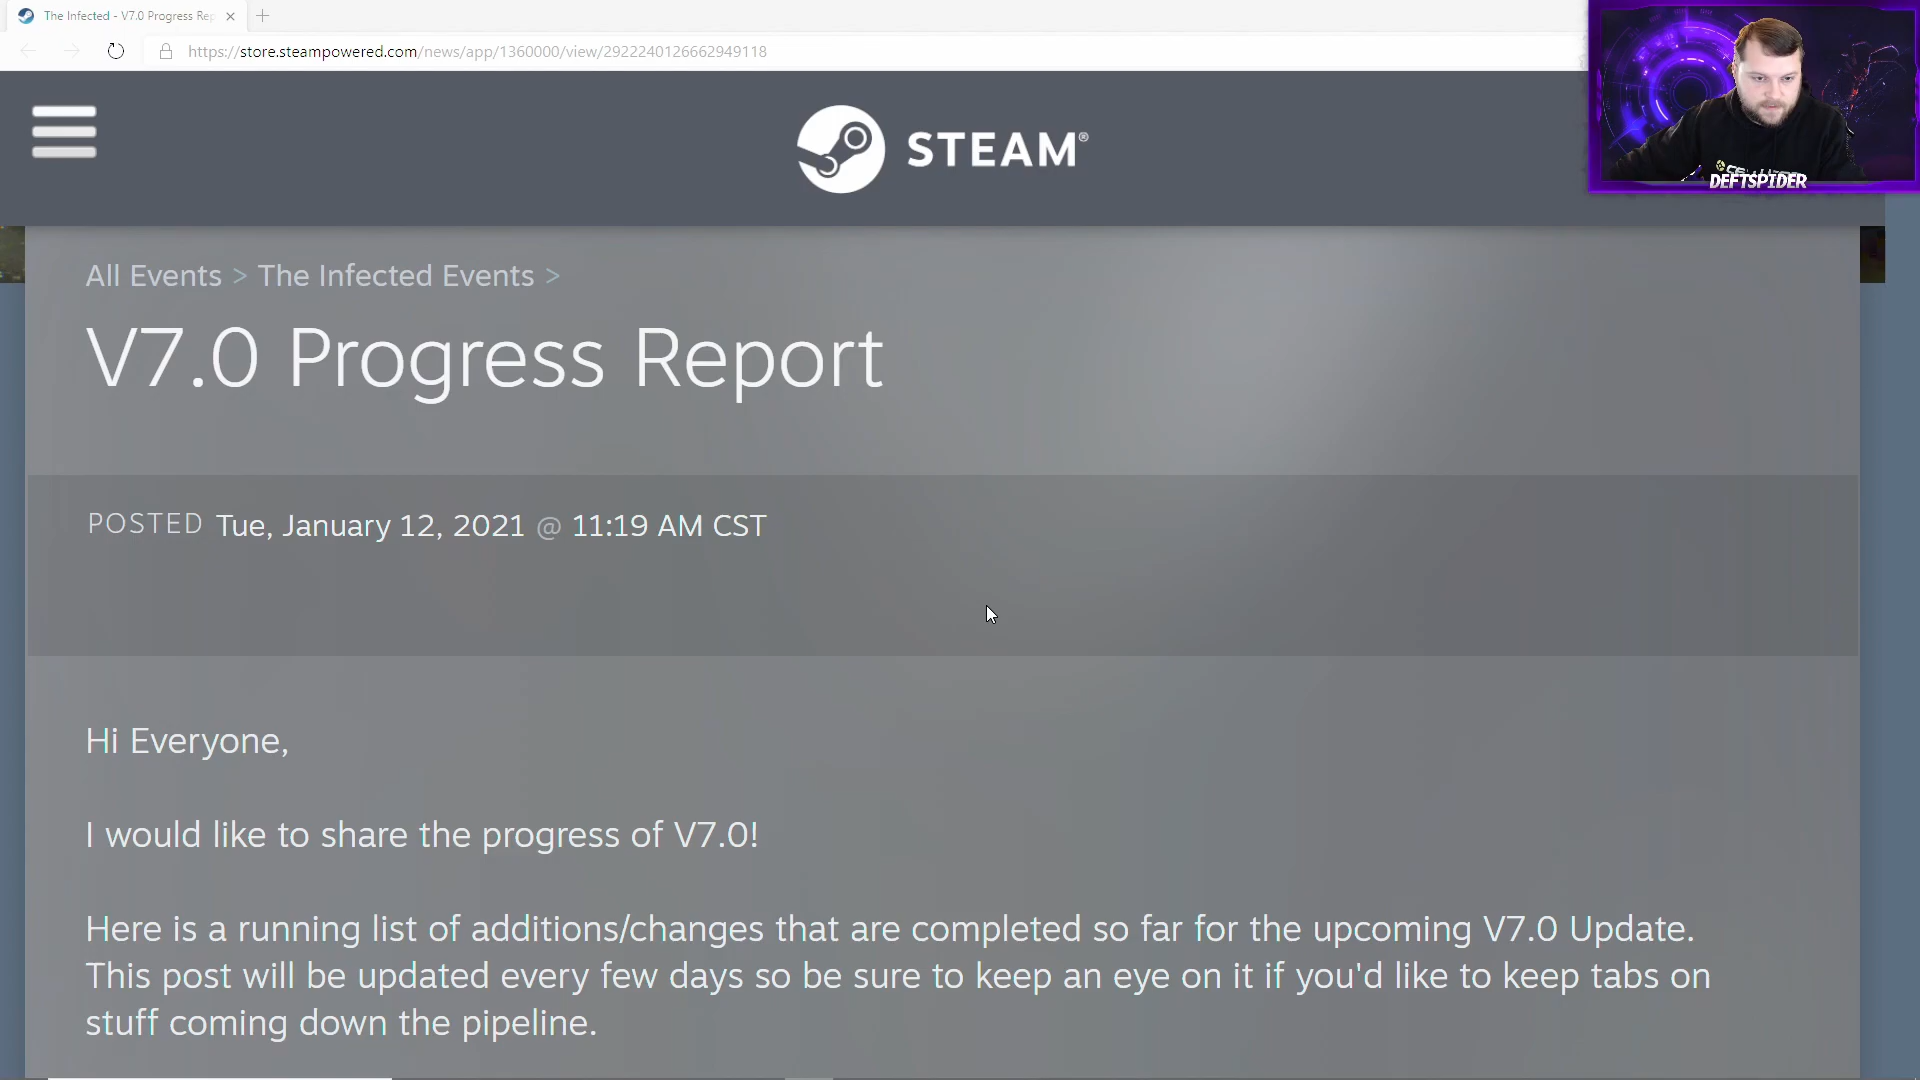 The Infected - V7.0 Progress Rep
https://store.steampowered.com/news/app/1360000/view/2922240126662949118
STEAM®
DEFTSPIDER
All Events > The Infected Events >
V7.0 Progress Report
POSTED Tue, January 12, 2021 @ 11:19 AM CST
Hi Everyone,
I would like to share the progress of V7.0!
Here is a running list of additions/changes that are completed so far for the upcoming V7.0 Update.
This post will be updated every few days so be sure to keep an eye on it if you'd like to keep tabs on
stuff coming down the pipeline.